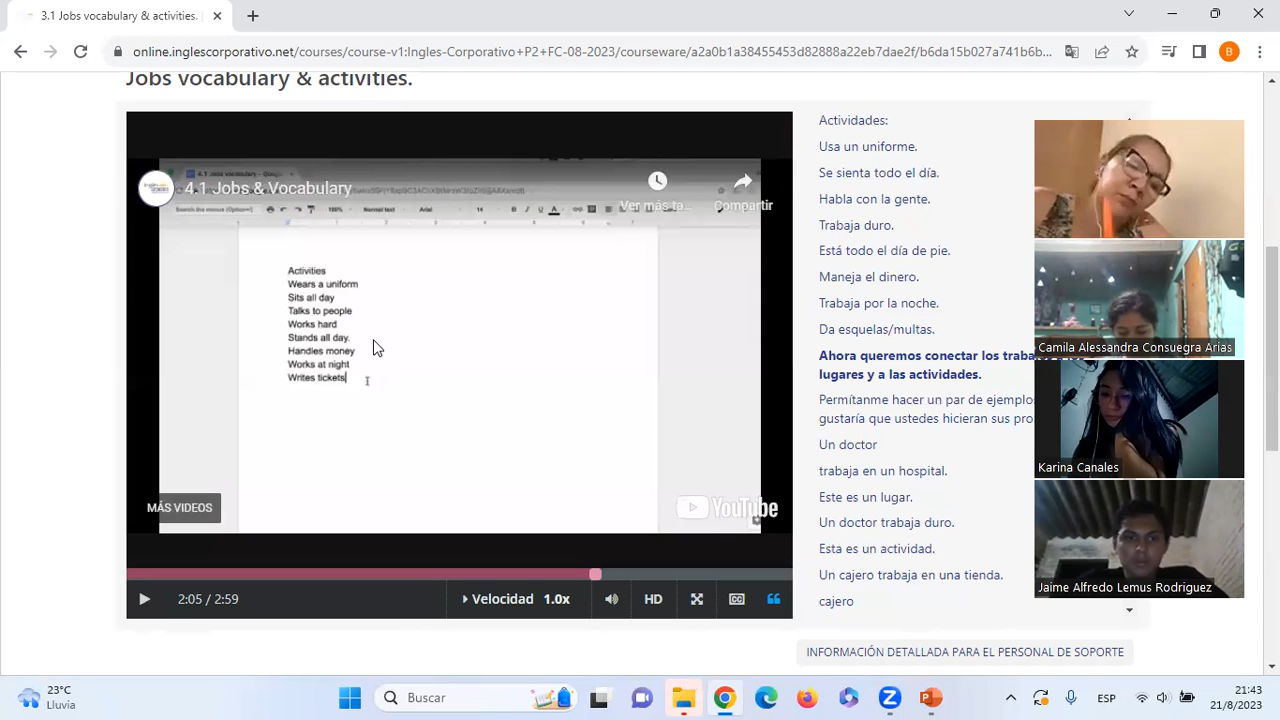 3.1 Jobs vocabulary & activities.
online.inglescorporativo.net/courses/course-v1:Ingles-Corporativo+P2+FC-08-2023/courseware/a2a0b1a38455453d82888a22eb7dae2f/b6da15b027a741b6b...
Jobs vocabulary & activities.
4.1 Jobs & Vocabulary
Ver más ta...
Compartir
Activities
Wears a uniform
Sits all day
Talks to people
Works hard
Stands all day.
Handles money
Works at night
Writes tickets
MÁS VIDEOS
YouTube
2:05 / 2:59
Velocidad 1.0x
HD
Actividades:
Usa un uniforme.
Se sienta todo el día.
Habla con la gente.
Trabaja duro.
Está todo el día de pie.
Maneja el dinero.
Trabaja por la noche.
Da esquelas/multas.
Ahora queremos conectar los
lugares y a las actividades.
Permítanme hacer un par de ejemplos
gustaría que ustedes hicieran sus
Un doctor
trabaja en un hospital.
Este es un lugar.
Un doctor trabaja duro.
Esta es un actividad.
Un cajero trabaja en una tienda.
cajero
INFORMACIÓN DETALLADA PARA EL PERSONAL DE SOPORTE
Camila Alessandra Consuegra Arias
Karina Canales
Jaime Alfredo Lemus Rodriguez
23°C
Lluvia
Buscar
ESP
21:43
21/8/2023